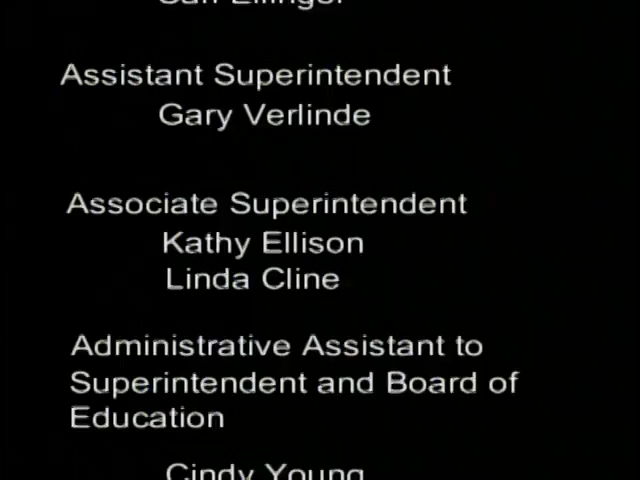 Assistant Superintendent
Gary Verlinde
Associate Superintendent
Kathy Ellison
Linda Cline
Administrative Assistant to
Superintendent and Board of
Education
Cindy Young